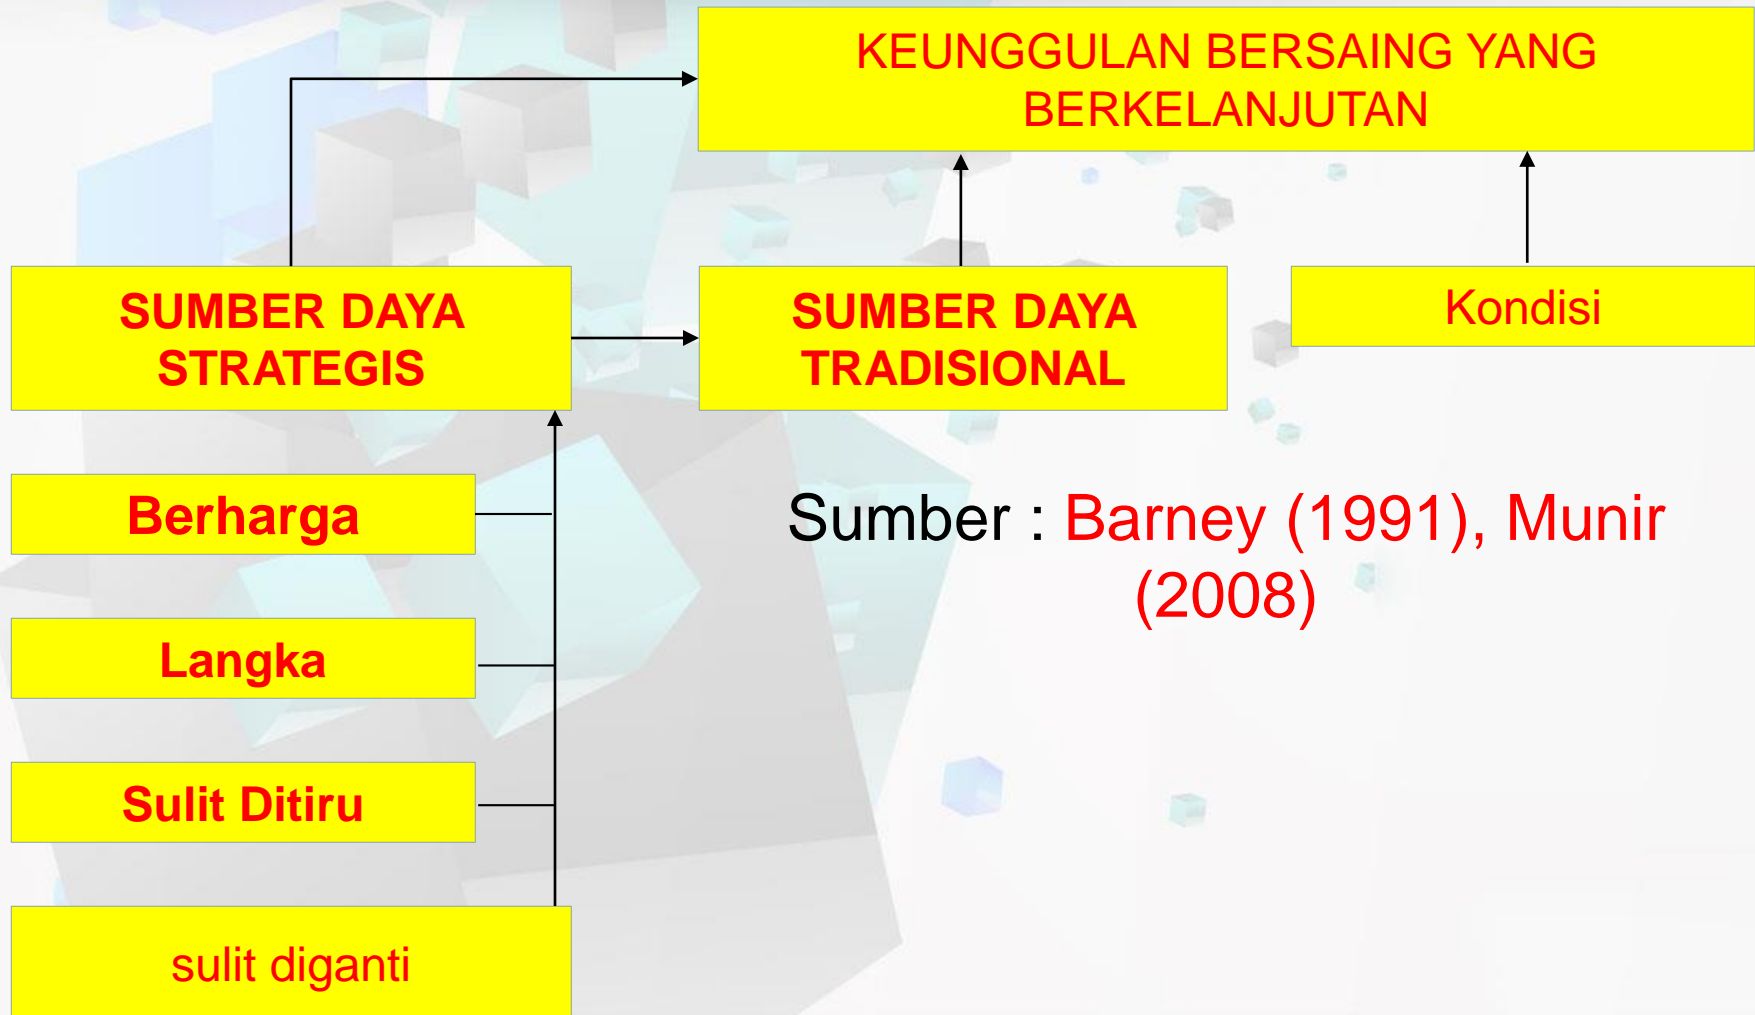 KEUNGGULAN BERSAING YANG
BERKELANJUTAN
SUMBER DAYA
STRATEGIS
SUMBER DAYA
TRADISIONAL
Kondisi
Berharga
Sumber : Barney (1991), Munir
(2008)
Langka
Sulit Ditiru
sulit diganti